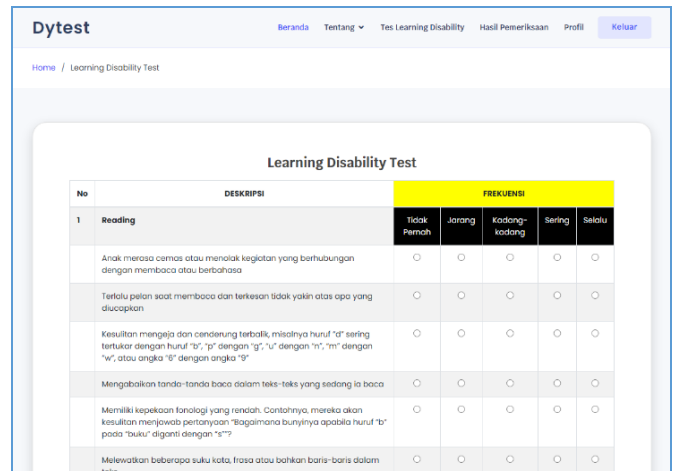 Dytest
Beranda Tentang Tes Learning Disability Hasil Pemeriksaan Profil Keluar
Home / Learning Disability Test
Learning Disability Test
No DESKRIPSI FREKUENSI
1 Reading Tidak Pernah Jarang Kadang-kadang Sering Selalu
Anak merasa cemas atau menolak kegiatan yang berhubungan
dengan membaca atau berbahasa
Terlalu pelan saat membaca dan terkesan tidak yakin atas apa yang
diucapkan
Kesulitan mengeja dan cenderung terbalik, misalnya huruf "d" sering
tertukar dengan huruf "b", "p" dengan "g", "u" dengan "n", "m" dengan
"w", atau angka "6" dengan angka "9"
Mengabaikan tanda-tanda baca dalam teks-teks yang sedang ia baca
Memiliki kepekaan fonologi yang rendah. Contohnya, mereka akan
kesulitan menjawab pertanyaan "Bagaimana bunyinya apabila huruf "b"
pada "buku" diganti dengan "s""?
Melewatkan beberapa suku kata, frasa atau bahkan baris-baris dalam